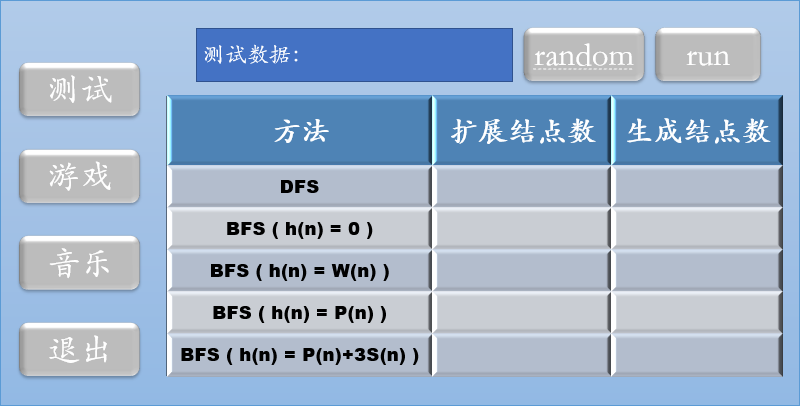 测试数据：
random
run
测试
游戏
音乐
退出
方法 扩展结点数 生成结点数
DFS
BFS ( h(n) = 0 )
BFS ( h(n) = W(n) )
BFS ( h(n) = P(n) )
BFS ( h(n) = P(n)+3S(n) )